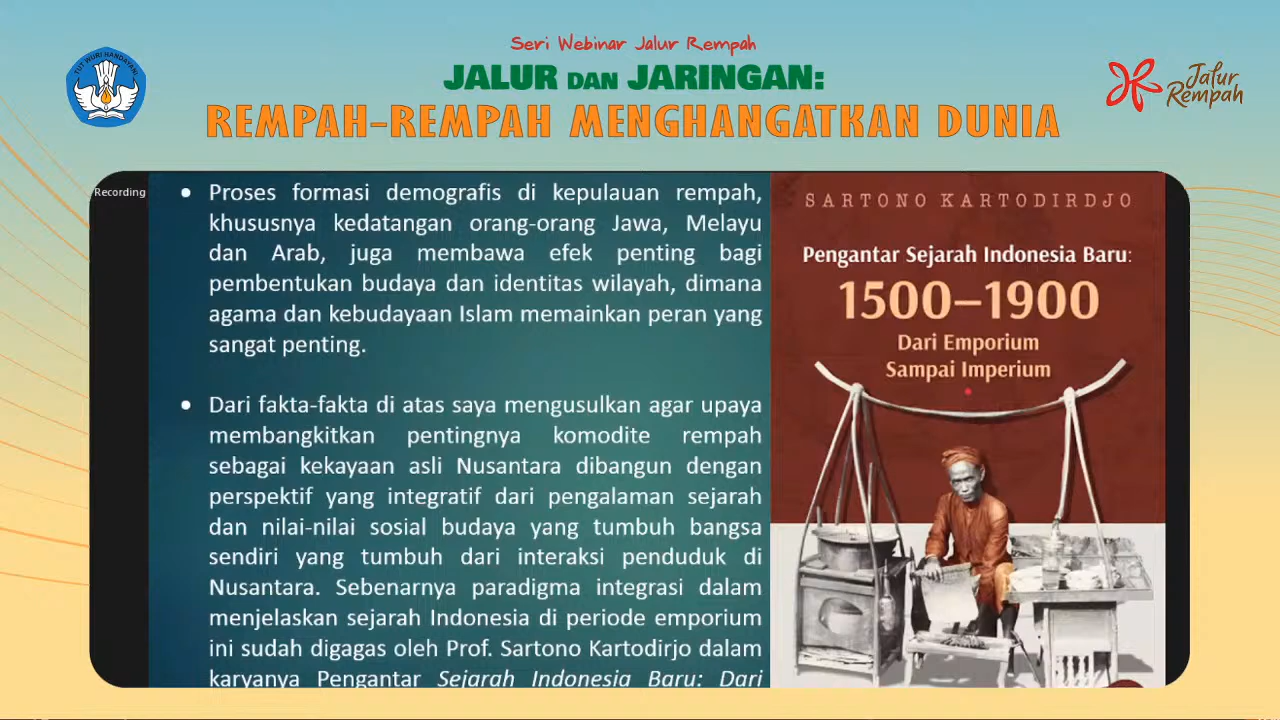 Seri Webinar Jalur Rempah
JALUR DAN JARINGAN:
REMPAH-REMPAH MENGHANGATKAN DUNIA
TUT WURI HANDAYANI
Jalur
Rempah
Recording
• Proses formasi demografis di kepulauan rempah,
khususnya kedatangan orang-orang Jawa, Melayu
dan Arab, juga membawa efek penting bagi
pembentukan budaya dan identitas wilayah, dimana
agama dan kebudayaan Islam memainkan peran yang
sangat penting.
• Dari fakta-fakta di atas saya mengusulkan agar upaya
membangkitkan pentingnya komodite rempah
sebagai kekayaan asli Nusantara dibangun dengan
perspektif yang integratif dari pengalaman sejarah
dan nilai-nilai sosial budaya yang tumbuh bangsa
sendiri yang tumbuh dari interaksi penduduk di
Nusantara. Sebenarnya paradigma integrasi dalam
menjelaskan sejarah Indonesia di periode emporium
ini sudah digagas oleh Prof. Sartono Kartodirjo dalam
karyanya Pengantar Sejarah Indonesia Baru: Dari
SARTONO KARTODIRDJO
Pengantar Sejarah Indonesia Baru:
1500–1900
Dari Emporium
Sampai Imperium